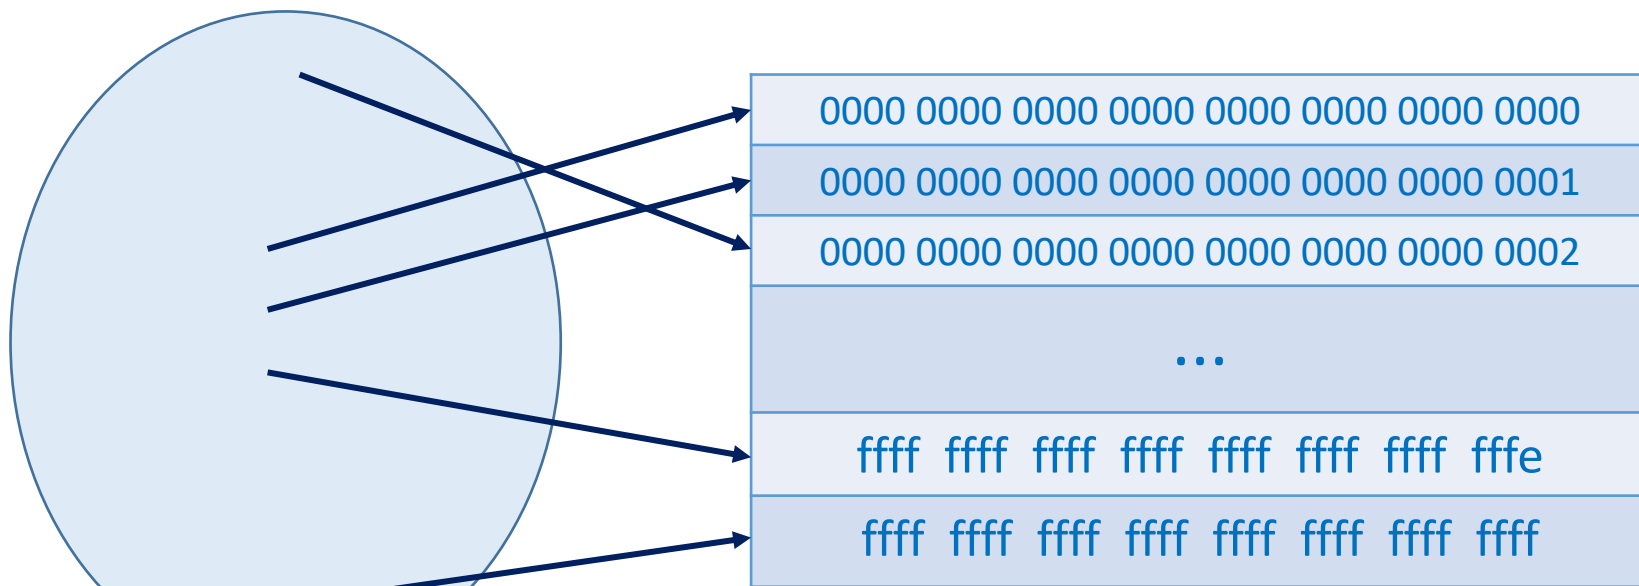 0000 0000 0000 0000 0000 0000 0000 0000
0000 0000 0000 0000 0000 0000 0000 0001
0000 0000 0000 0000 0000 0000 0000 0002
...
ffff ffff ffff ffff ffff ffff ffff fffe
ffff ffff ffff ffff ffff ffff ffff ffff